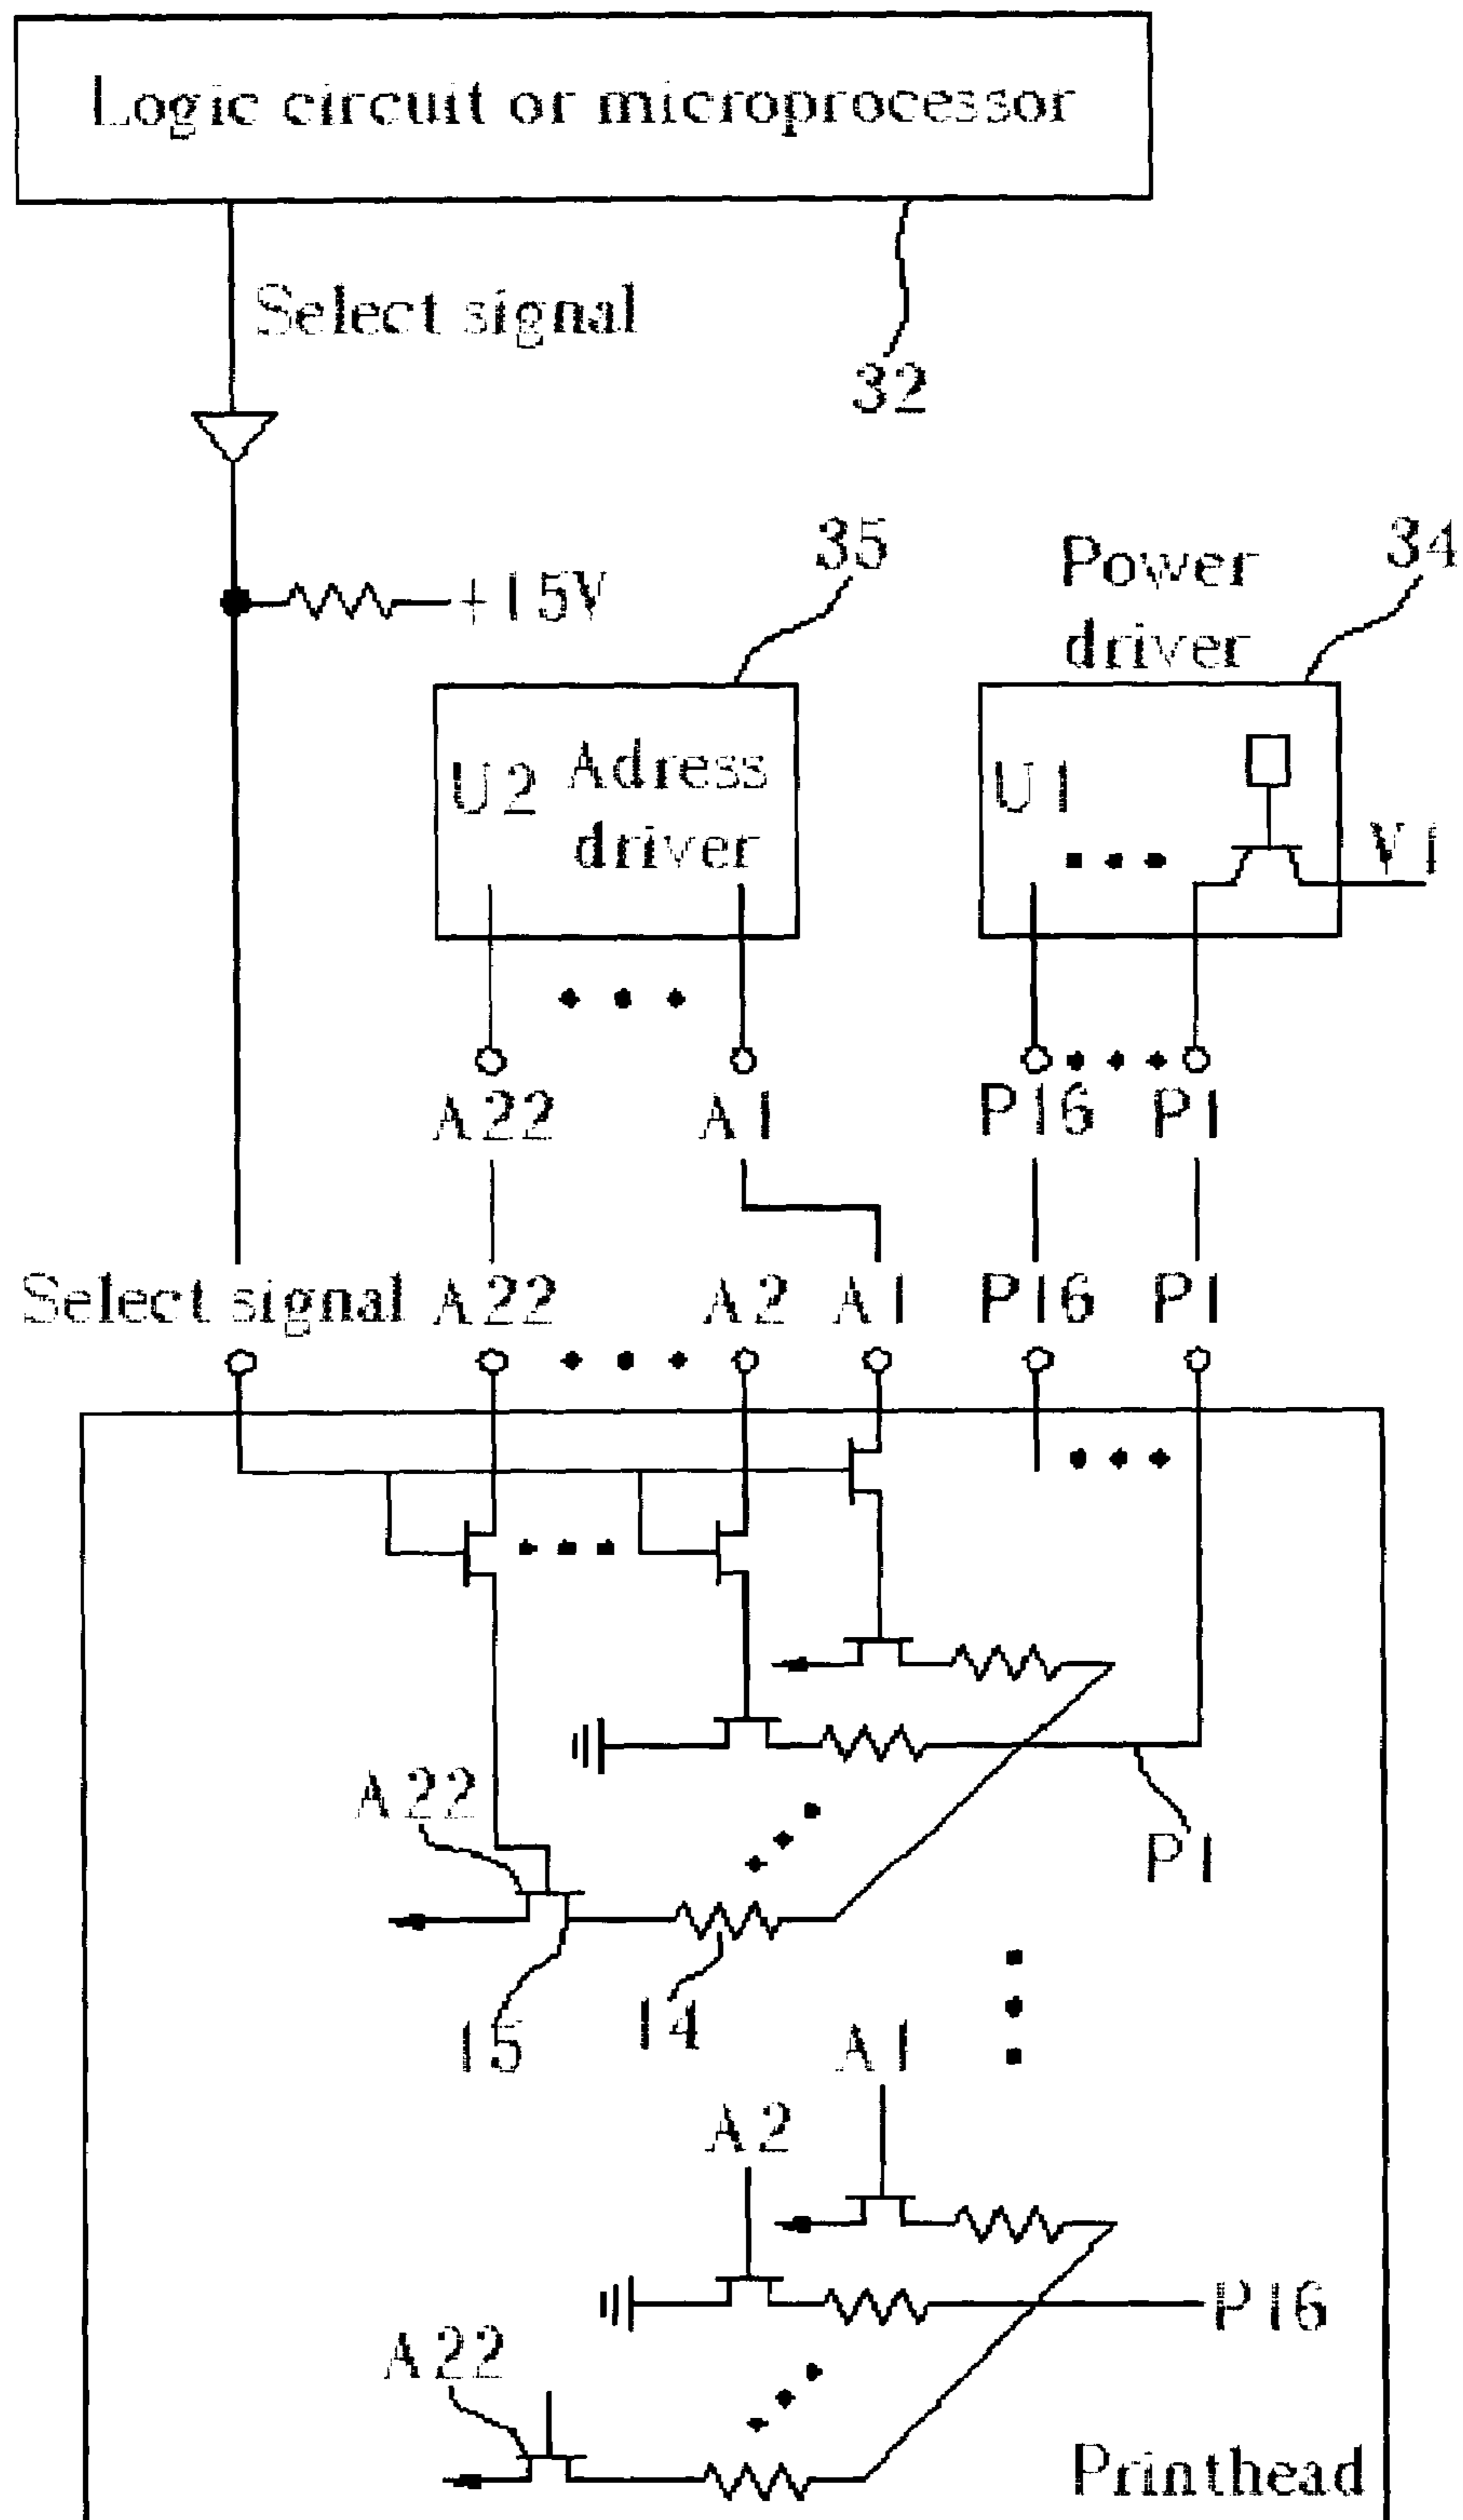 Logic circuit or microprocessor
Select signal
32
+15V
35
Power
driver
34
U2 Adress
driver
U1
V1
A22
A1
P16
P1
Select signal
A22
A2
A1
P16
P1
A22
P1
15
14
A1
A2
P16
A22
Printhead